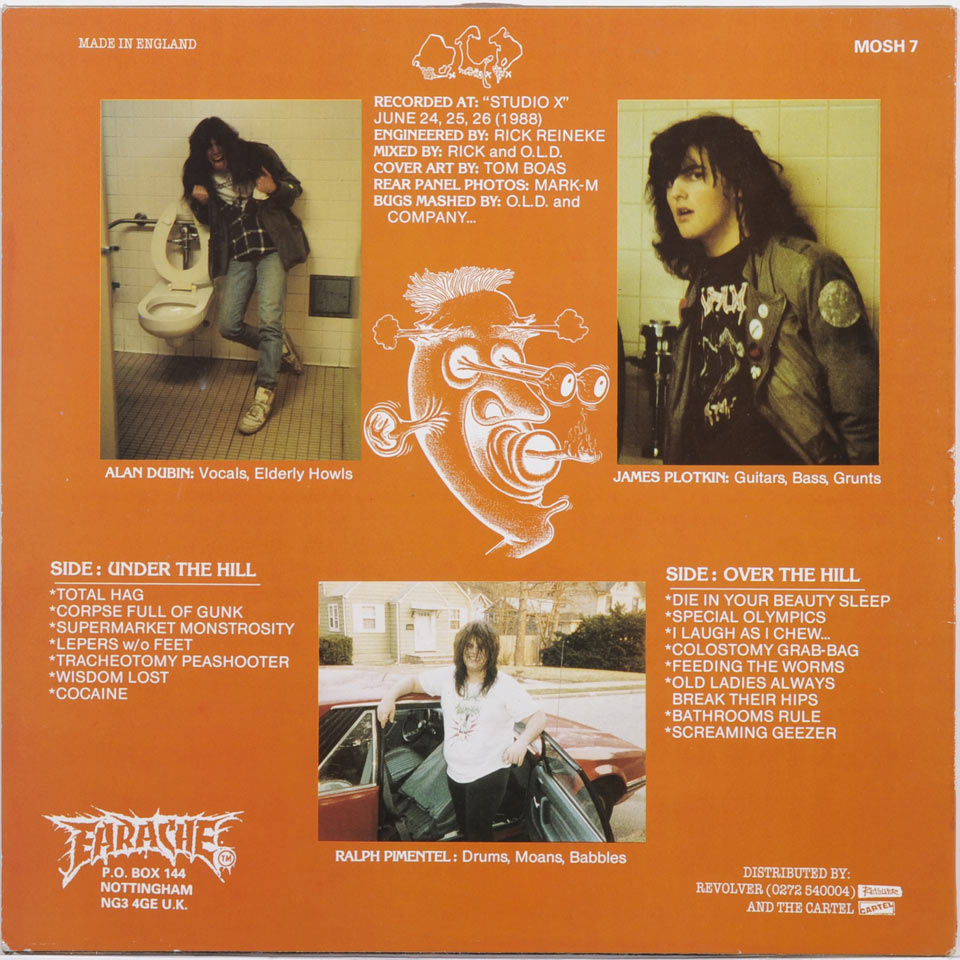 MADE IN ENGLAND
O.L.D
MOSH 7
RECORDED AT: "STUDIO X"
JUNE 24, 25, 26 (1988)
ENGINEERED BY: RICK REINEKE
MIXED BY: RICK and O.L.D.
COVER ART BY: TOM BOAS
REAR PANEL PHOTOS: MARK-M
BUGS MASHED BY: O.L.D. and
COMPANY...
ALAN DUBIN: Vocals, Elderly Howls
JAMES PLOTKIN: Guitars, Bass, Grunts
SIDE : UNDER THE HILL
*TOTAL HAG
*CORPSE FULL OF GUNK
*SUPERMARKET MONSTROSITY
*LEPERS w/o FEET
*TRACHEOTOMY PEASHOOTER
*WISDOM LOST
*COCAINE
SIDE : OVER THE HILL
*DIE IN YOUR BEAUTY SLEEP
*SPECIAL OLYMPICS
*I LAUGH AS I CHEW...
*COLOSTOMY GRAB-BAG
*FEEDING THE WORMS
*OLD LADIES ALWAYS
BREAK THEIR HIPS
*BATHROOMS RULE
*SCREAMING GEEZER
RALPH PIMENTEL : Drums, Moans, Babbles
EARACHE TM
P.O. BOX 144
NOTTINGHAM
NG3 4GE U.K.
DISTRIBUTED BY:
REVOLVER (0272 540004) REVOLVER
AND THE CARTEL CARTEL